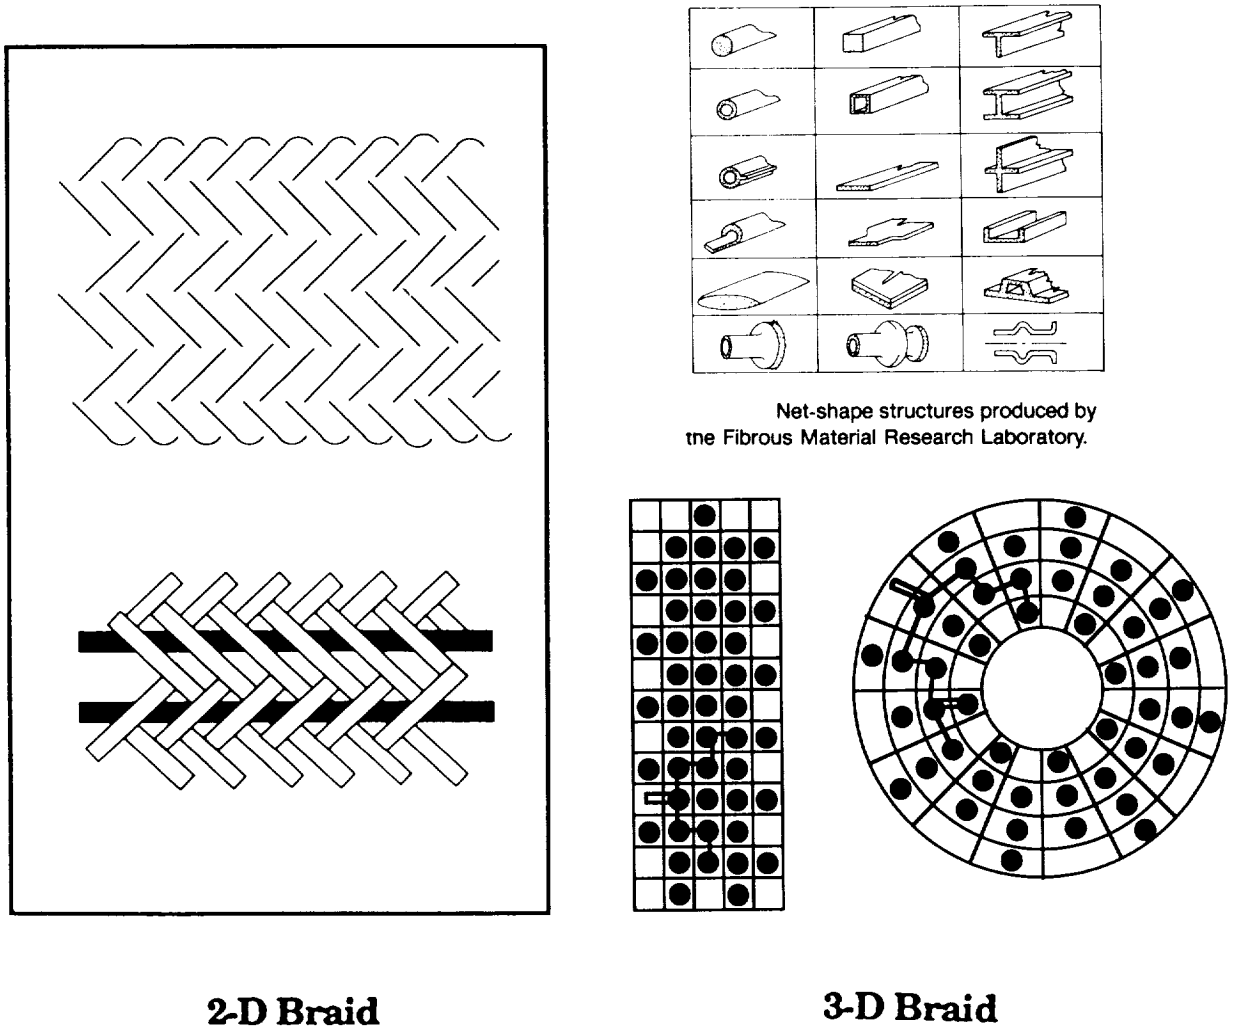 Net-shape structures produced by
tne Fibrous Material Research Laboratory.
2-D Braid
3-D Braid